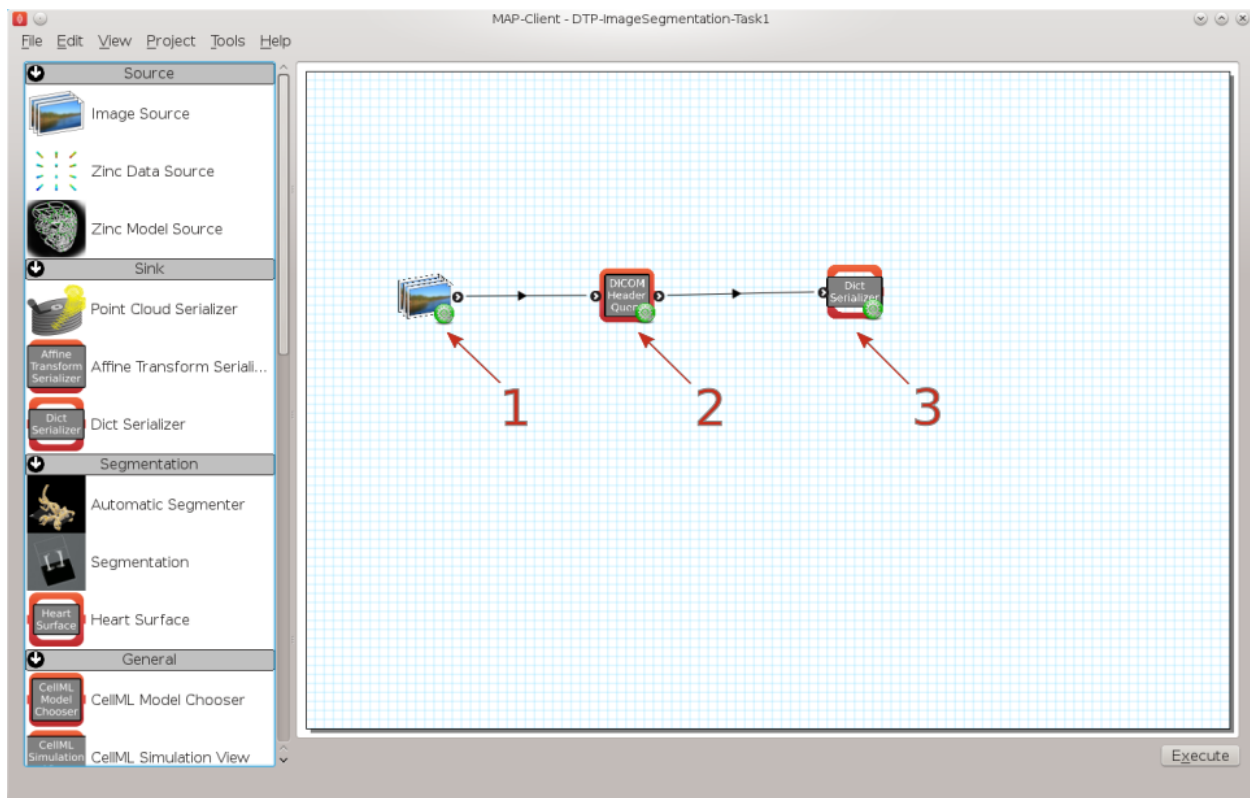 MAP-Client - DTP-ImageSegmentation-Task1
File Edit View Project Tools Help
Source
Image Source
Zinc Data Source
Zinc Model Source
Sink
Point Cloud Serializer
Affine
Transform
Serializer
Affine Transform Seriali...
Dict
Serializer
Dict Serializer
Segmentation
Automatic Segmenter
Segmentation
Heart
Surface
Heart Surface
General
CellML
Model
Chooser
CellML Model Chooser
CellML
Simulation
CellML Simulation View
DICOM
Header
Query
Dict
Serializer
1
2
3
Execute